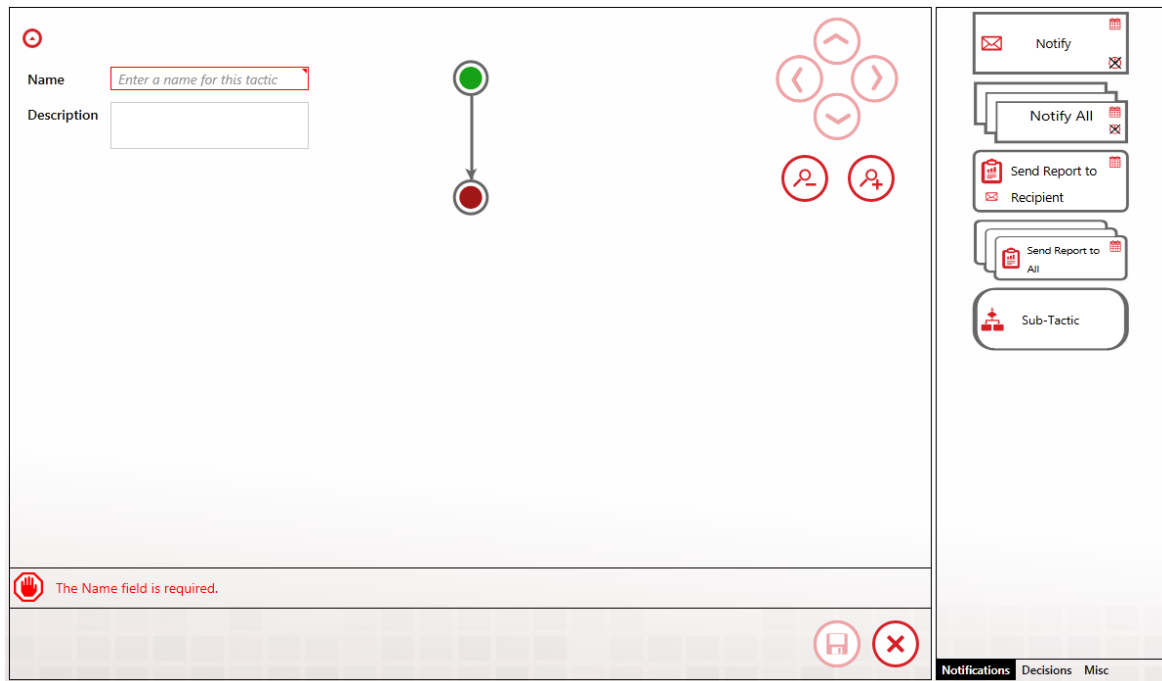 Name
Enter a name for this tactic
Description
The Name field is required.
Notify
Notify All
Send Report to
Recipient
Send Report to
All
Sub-Tactic
Notifications Decisions Misc